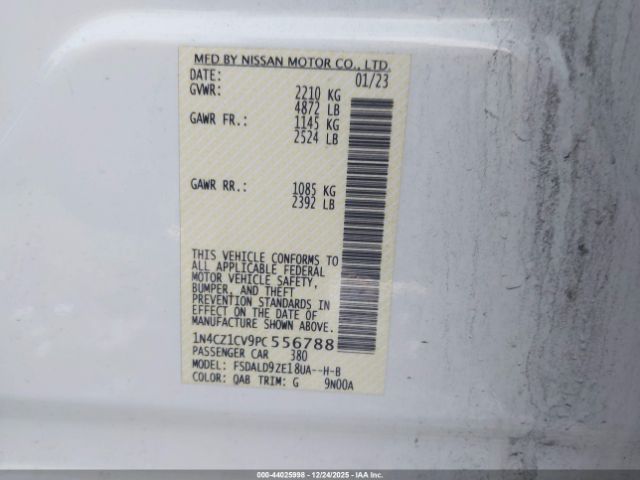 MFD BY NISSAN MOTOR CO., LTD.
DATE: 01/23
GVWR: 2210 KG
4872 LB
GAWR FR.: 1145 KG
2524 LB
GAWR RR.: 1085 KG
2392 LB
THIS VEHICLE CONFORMS TO
ALL APPLICABLE FEDERAL
MOTOR VEHICLE SAFETY,
BUMPER, AND THEFT
PREVENTION STANDARDS IN
EFFECT ON THE DATE OF
MANUFACTURE SHOWN ABOVE.
1N4CZ1CV9PC556788
PASSENGER CAR 380
MODEL: FSDALD9ZE18UA--H-B
COLOR: QAB TRIM: G 9N00A
000-44025998 - 12/24/2025 - IAA Inc.